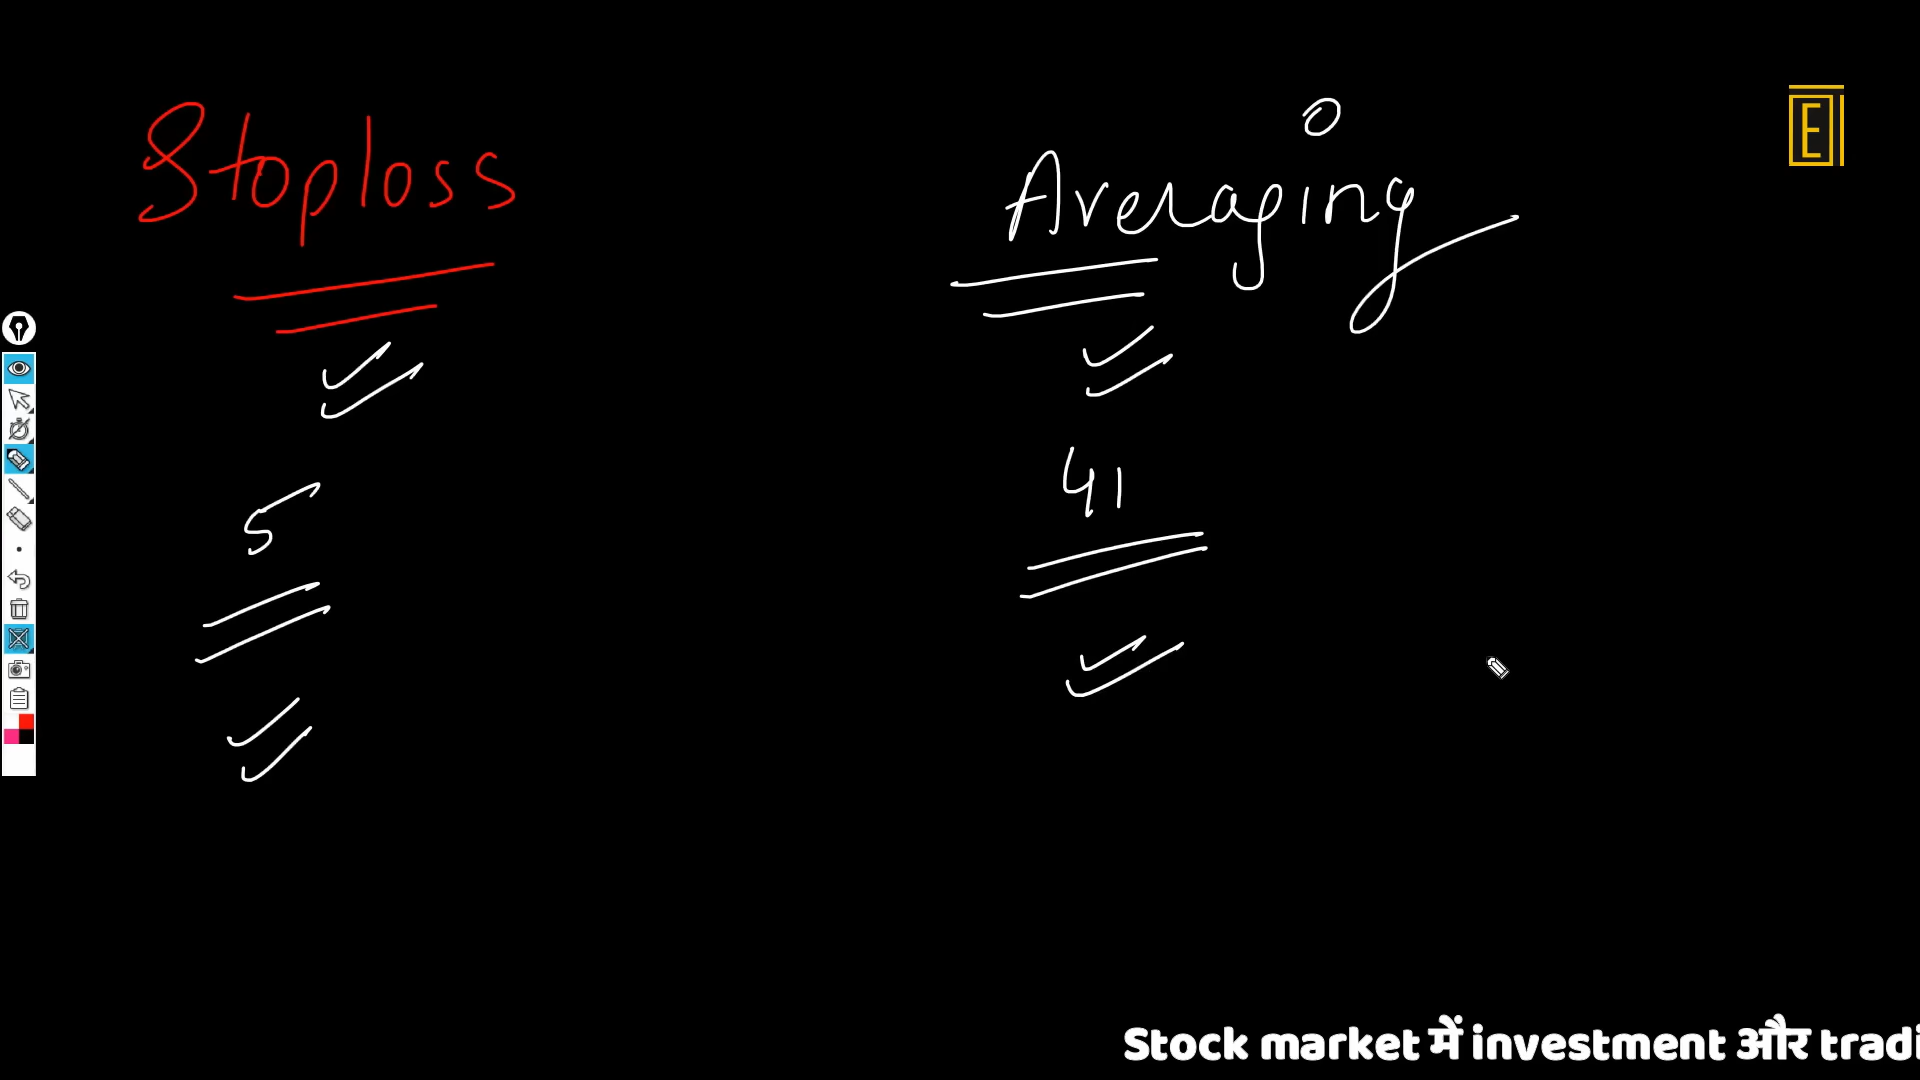 Stoploss
Averaging
5
41
E
Stock market में investment और tradi